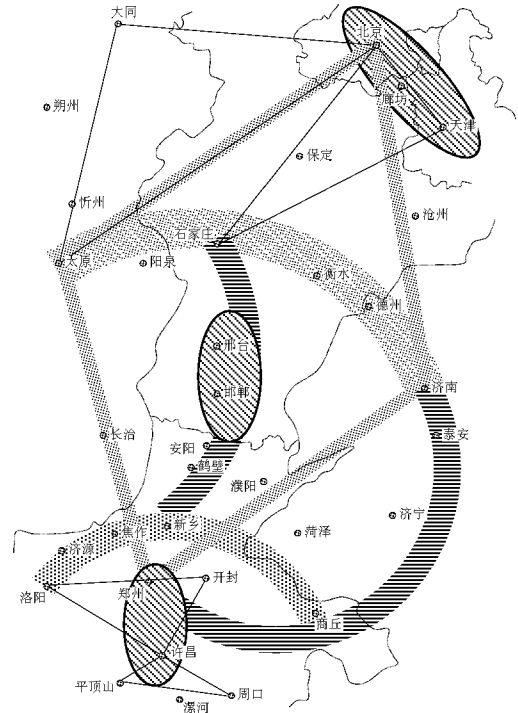 大同
北京
廊坊
天津
朔州
保定
忻州
沧州
石家庄
太原
阳泉
衡水
德州
邢台
济南
邯郸
长治
泰安
安阳
鹤壁
濮阳
济宁
新乡
焦作
菏泽
济源
开封
洛阳
郑州
商丘
许昌
平顶山
周口
漯河